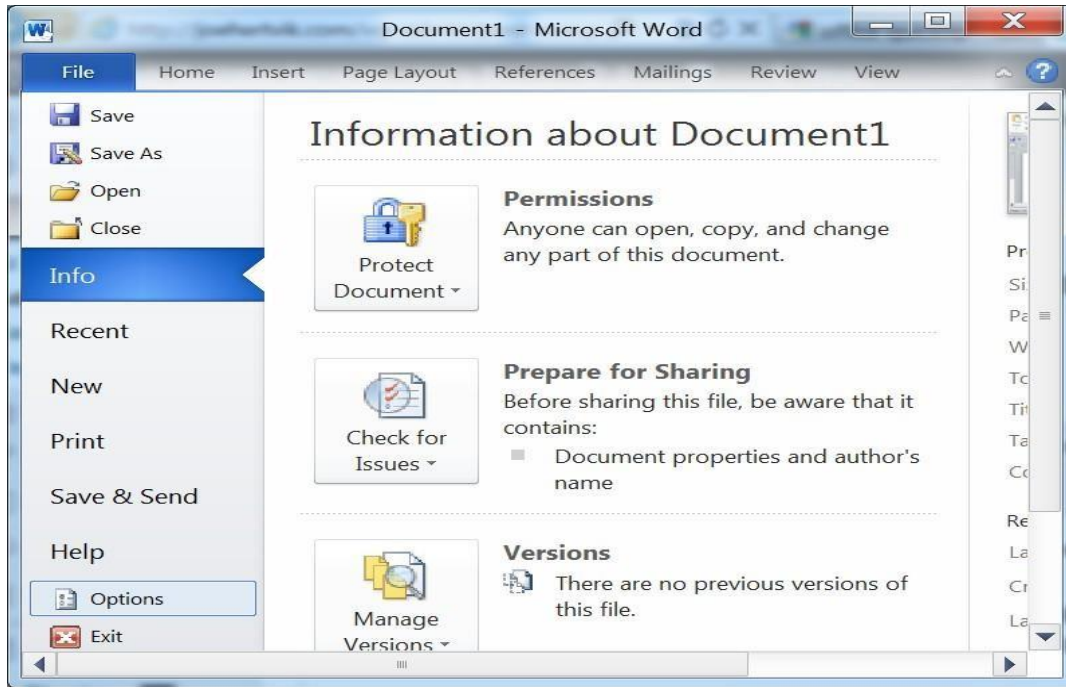 Document1 - Microsoft Word
File Home Insert Page Layout References Mailings Review View
Save
Save As
Open
Close
Info
Recent
New
Print
Save & Send
Help
Options
Exit
Information about Document1
Protect
Document
Permissions
Anyone can open, copy, and change
any part of this document.
Check for
Issues
Prepare for Sharing
Before sharing this file, be aware that it
contains:
Document properties and author's
name
Manage
Versions
Versions
There are no previous versions of
this file.